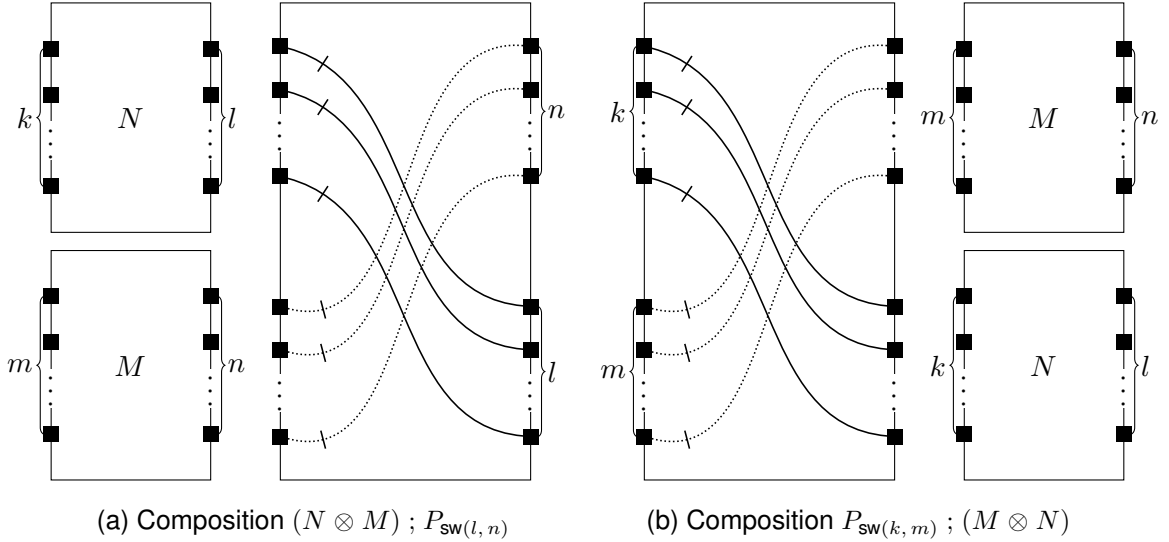 k N l n k m M n
m M n l m k N l
(a) Composition (N ⊗ M) ; P_sw(l, n) (b) Composition P_sw(k, m) ; (M ⊗ N)